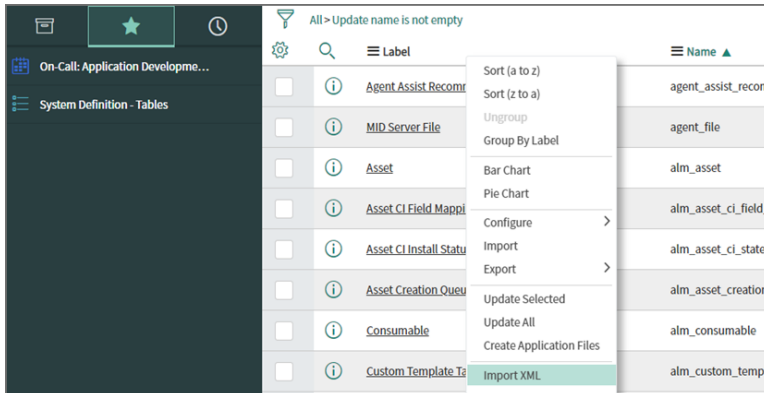 All > Update name is not empty
Label
Name
On-Call: Application Developme...
System Definition - Tables
Agent Assist Recomm
agent_assist_recom
MID Server File
agent_file
Asset
alm_asset
Asset CI Field Mappi
alm_asset_ci_field_
Asset CI Install Statu
alm_asset_ci_state
Asset Creation Queu
alm_asset_creation
Consumable
alm_consumable
Custom Template Ta
alm_custom_temp
Sort (a to z)
Sort (z to a)
Ungroup
Group By Label
Bar Chart
Pie Chart
Configure
Import
Export
Update Selected
Update All
Create Application Files
Import XML